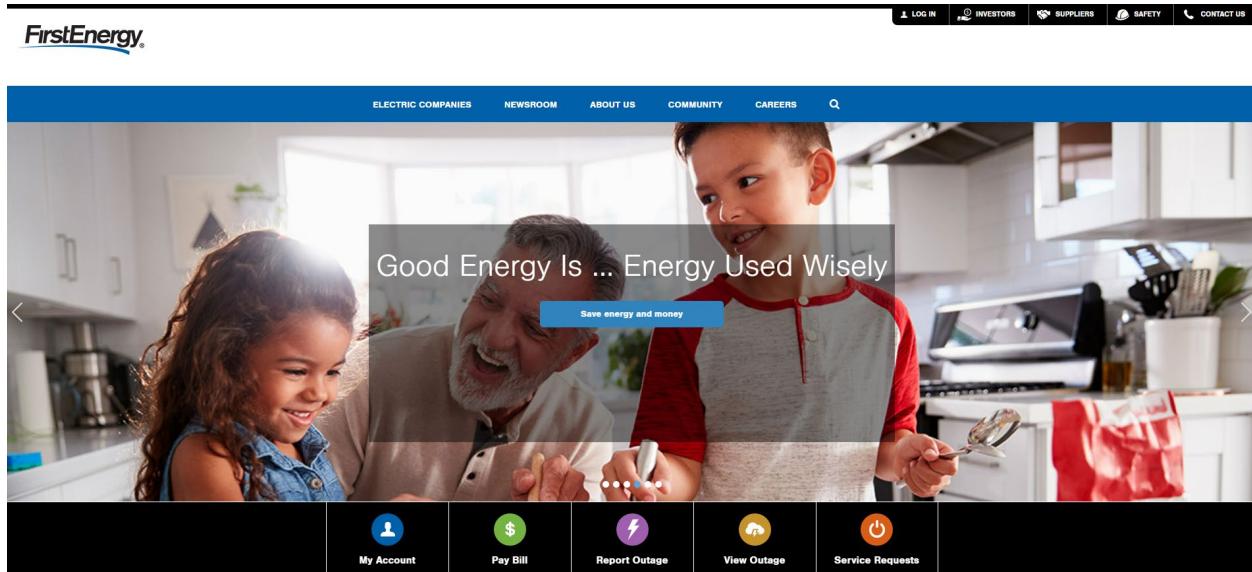 LOG IN
INVESTORS
SUPPLIERS
SAFETY
CONTACT US
FirstEnergy®
ELECTRIC COMPANIES
NEWSROOM
ABOUT US
COMMUNITY
CAREERS
Good Energy Is ... Energy Used Wisely
Save energy and money
My Account
Pay Bill
Report Outage
View Outage
Service Requests